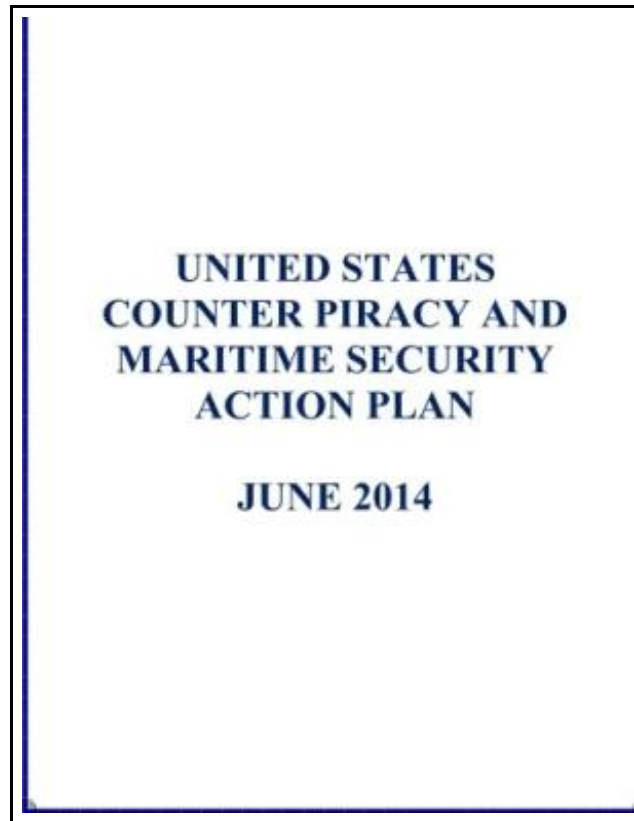 UNITED STATES
COUNTER PIRACY AND
MARITIME SECURITY
ACTION PLAN
JUNE 2014